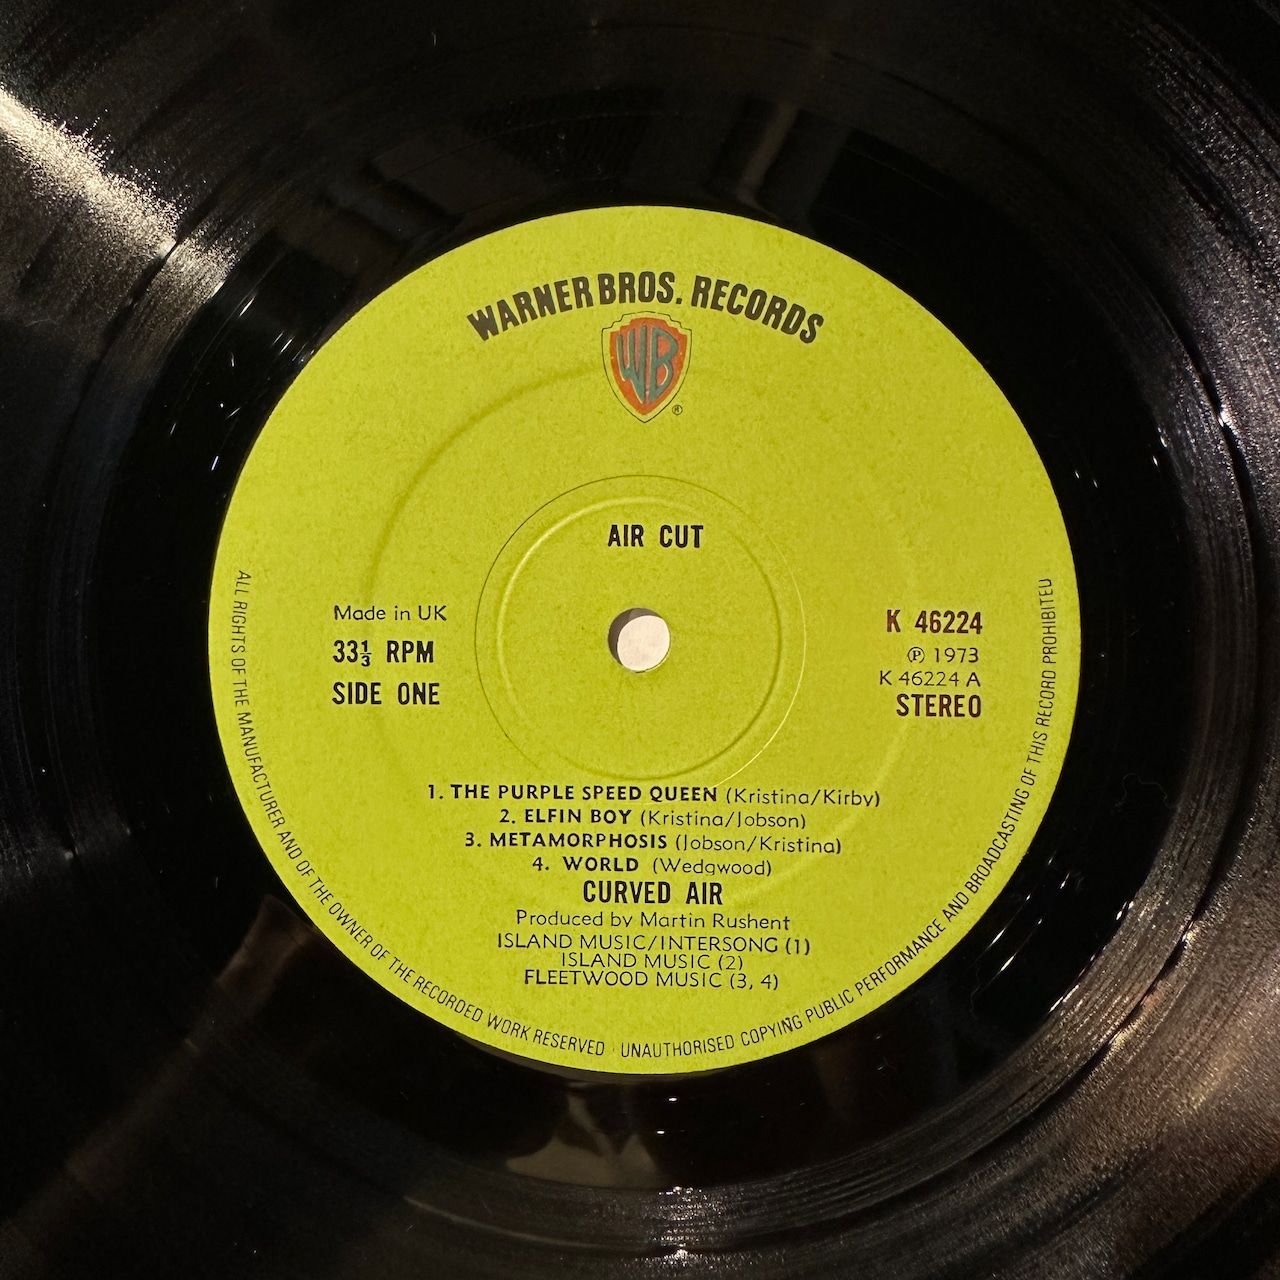 WARNER BROS. RECORDS
WB
®
AIR CUT
Made in UK
33⅓ RPM
SIDE ONE
K 46224
℗ 1973
K 46224 A
STEREO
1. THE PURPLE SPEED QUEEN (Kristina/Kirby)
2. ELFIN BOY (Kristina/Jobson)
3. METAMORPHOSIS (Jobson/Kristina)
4. WORLD (Wedgwood)
CURVED AIR
Produced by Martin Rushent
ISLAND MUSIC/INTERSONG (1)
ISLAND MUSIC (2)
FLEETWOOD MUSIC (3, 4)
ALL RIGHTS OF THE MANUFACTURER AND OF THE OWNER OF THE RECORDED WORK RESERVED · UNAUTHORISED COPYING PUBLIC PERFORMANCE AND BROADCASTING OF THIS RECORD PROHIBITED